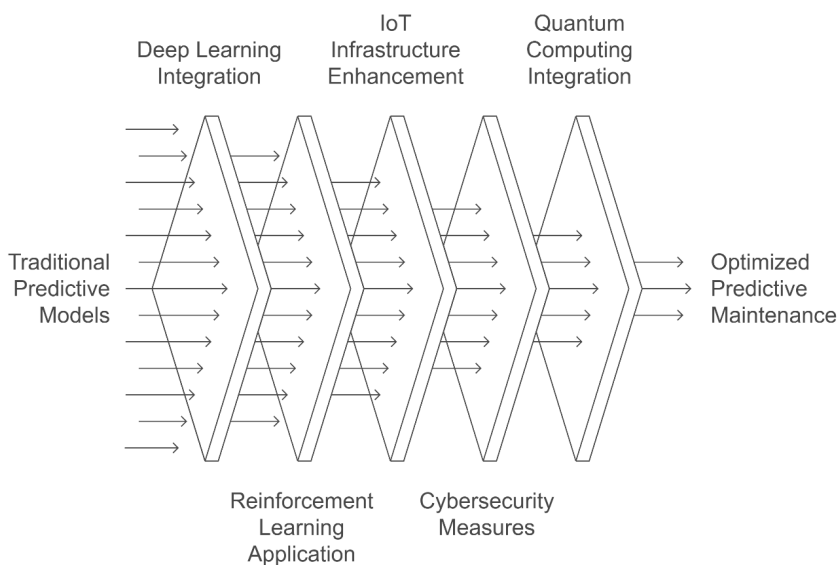 Deep Learning
Integration
IoT
Infrastructure
Enhancement
Quantum
Computing
Integration
Traditional
Predictive
Models
Optimized
Predictive
Maintenance
Reinforcement
Learning
Application
Cybersecurity
Measures